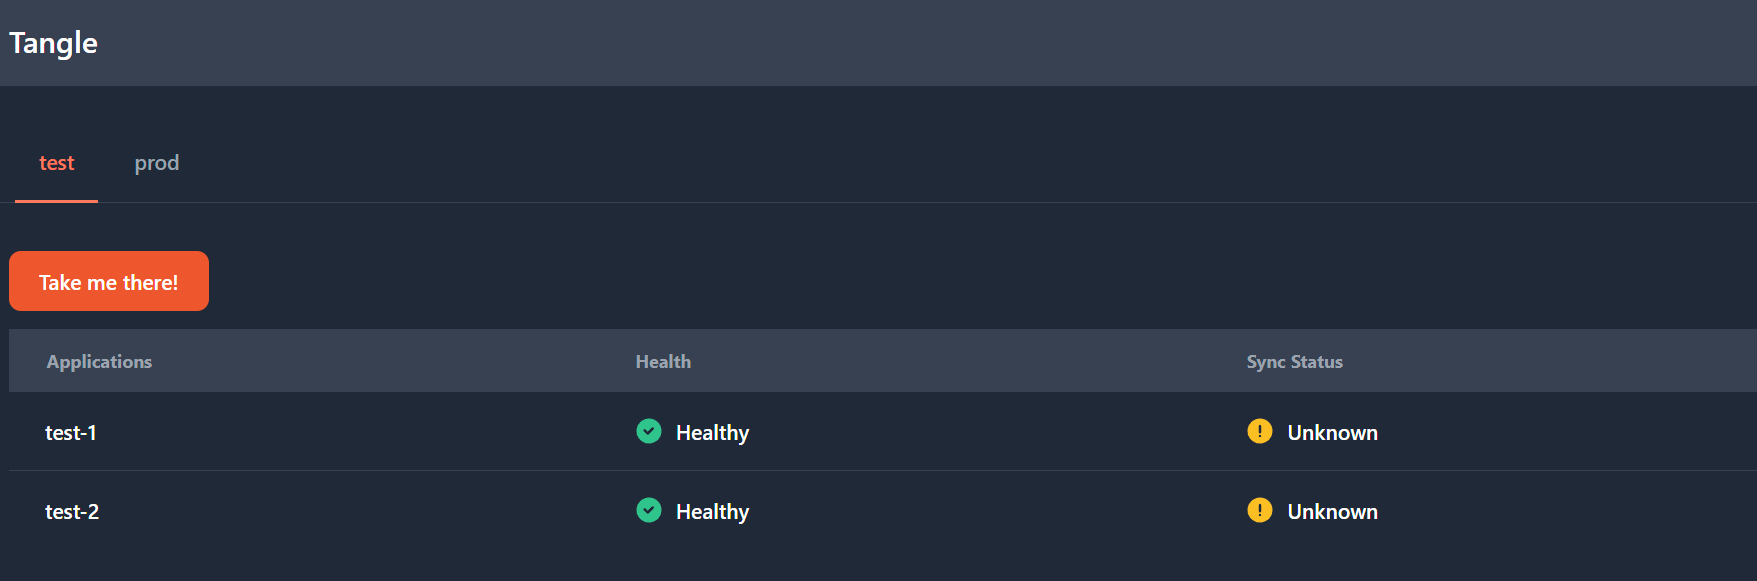 Tangle
test prod
Take me there!
Applications Health Sync Status
test-1 Healthy Unknown
test-2 Healthy Unknown